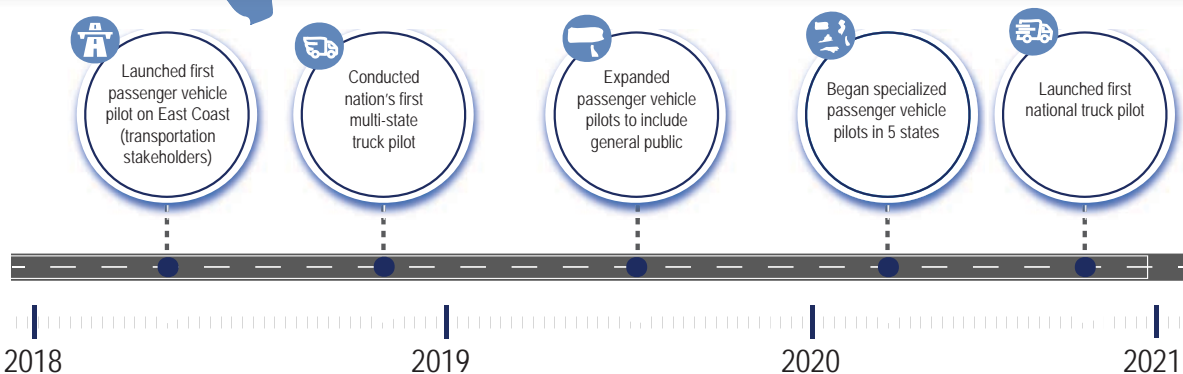 Launched first
passenger vehicle
pilot on East Coast
(transportation
stakeholders)
Conducted
nation's first
multi-state
truck pilot
Expanded
passenger vehicle
pilots to include
general public
Began specialized
passenger vehicle
pilots in 5 states
Launched first
national truck pilot
2018
2019
2020
2021